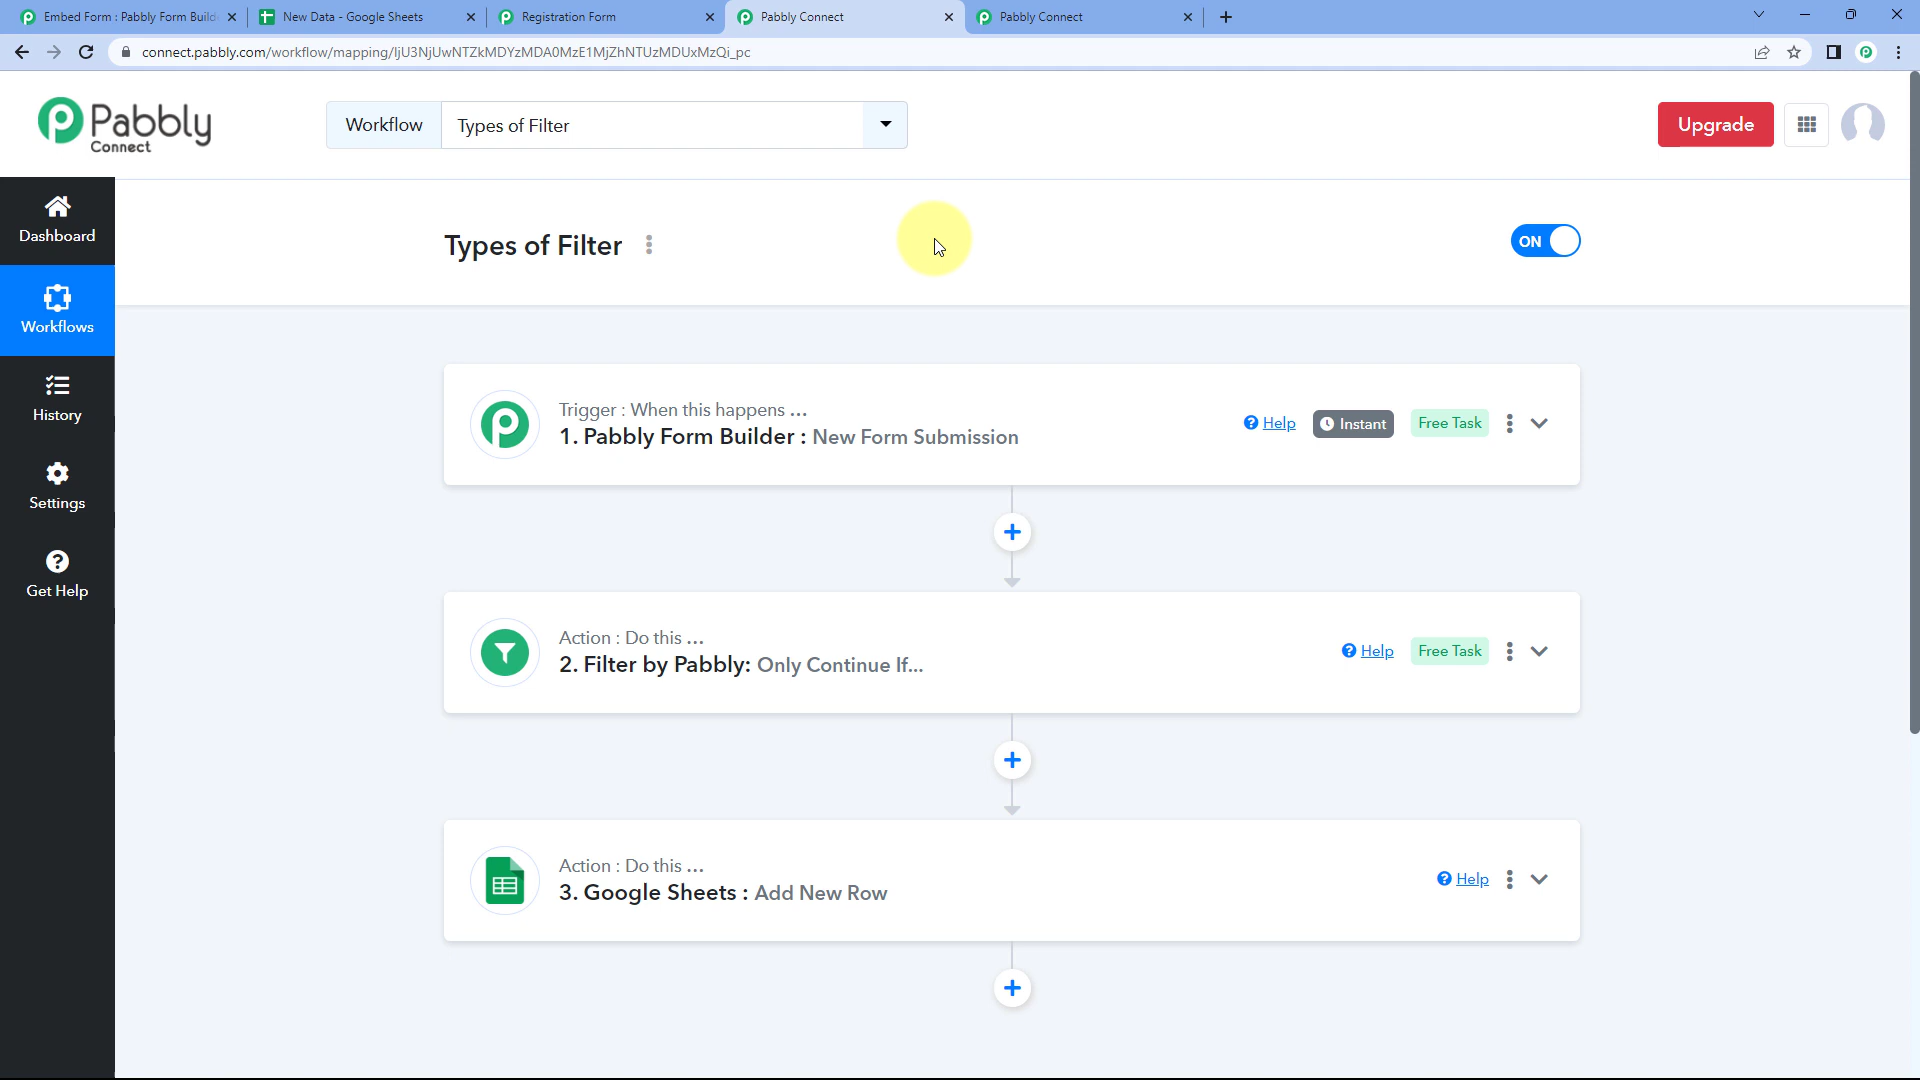 Embed Form : Pabbly Form Build
New Data - Google Sheets
Registration Form
Pabbly Connect
Pabbly Connect
connect.pabbly.com/workflow/mapping/IjU3NjUwNTZkMDYzMDA0MzE1MjZhNTUzMDUxMzQi_pc
Pabbly
Connect
Workflow
Types of Filter
Upgrade
Dashboard
Workflows
History
Settings
Get Help
Types of Filter
ON
Trigger : When this happens ...
1. Pabbly Form Builder : New Form Submission
Help
Instant
Free Task
Action : Do this ...
2. Filter by Pabbly: Only Continue If...
Help
Free Task
Action : Do this ...
3. Google Sheets : Add New Row
Help